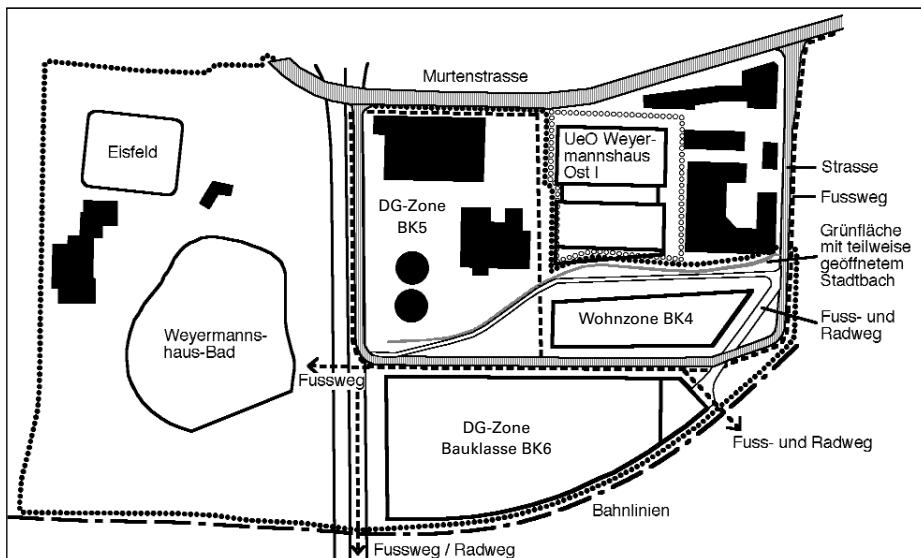 Murtenstrasse
Eisfeld
UeO Weyer-
mannshaus
Ost I
Strasse
Fussweg
DG-Zone
BK5
Grünfläche
mit teilweise
geöffnetem
Stadtbach
Wohnzone BK4
Fuss- und
Radweg
Weyermanns-
haus-Bad
Fussweg
DG-Zone
Bauklasse BK6
Fuss- und Radweg
Bahnlinien
Fussweg / Radweg